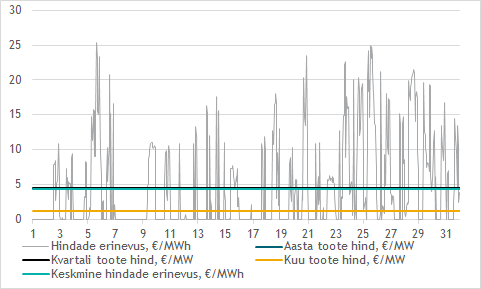 30
25
20
15
10
5
0
1 3 5 7 9 11 13 15 17 19 21 23 25 27 29 31
Hindade erinevus, €/MWh Aasta toote hind, €/MW
Kvartali toote hind, €/MW Kuu toote hind, €/MW
Keskmine hindade erinevus, €/MWh